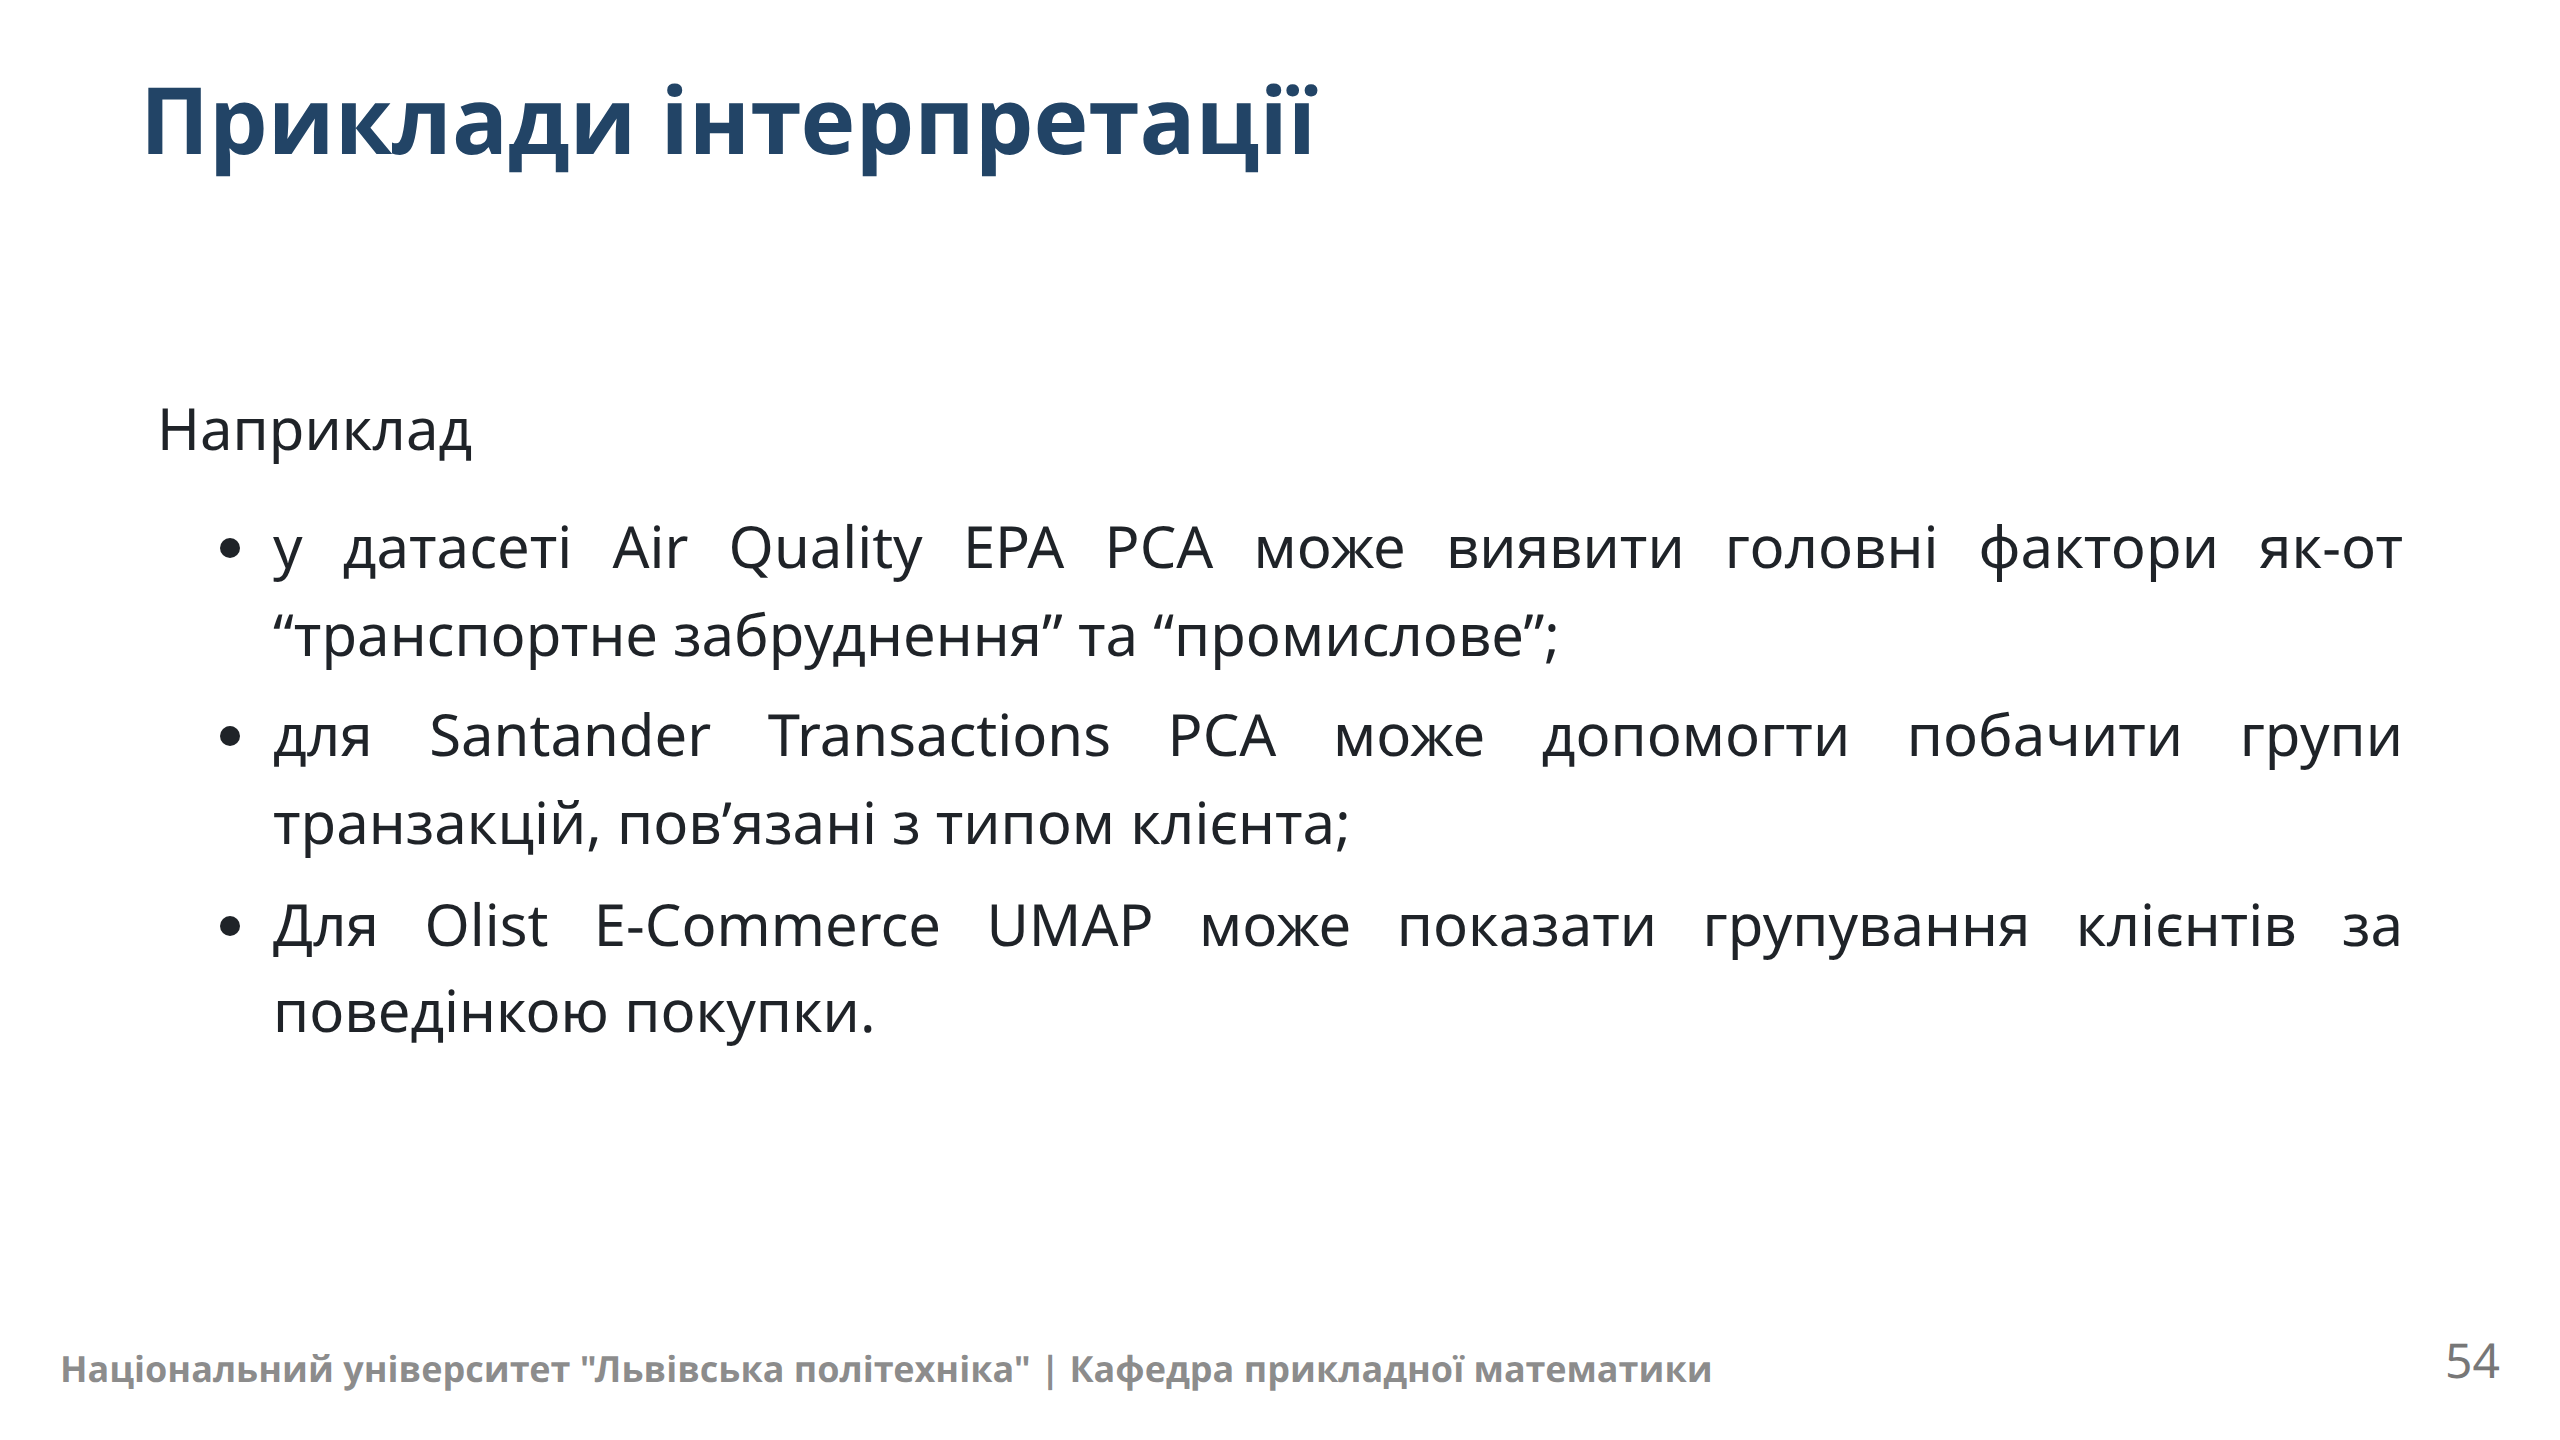 Приклади інтерпретації
Наприклад
• у датасеті Air Quality EPA PCA може виявити головні фактори як-от
“транспортне забруднення” та “промислове”;
• для Santander Transactions PCA може допомогти побачити групи
транзакцій, пов’язані з типом клієнта;
• Для Olist E-Commerce UMAP може показати групування клієнтів за
поведінкою покупки.
Національний університет "Львівська політехніка" | Кафедра прикладної математики
54